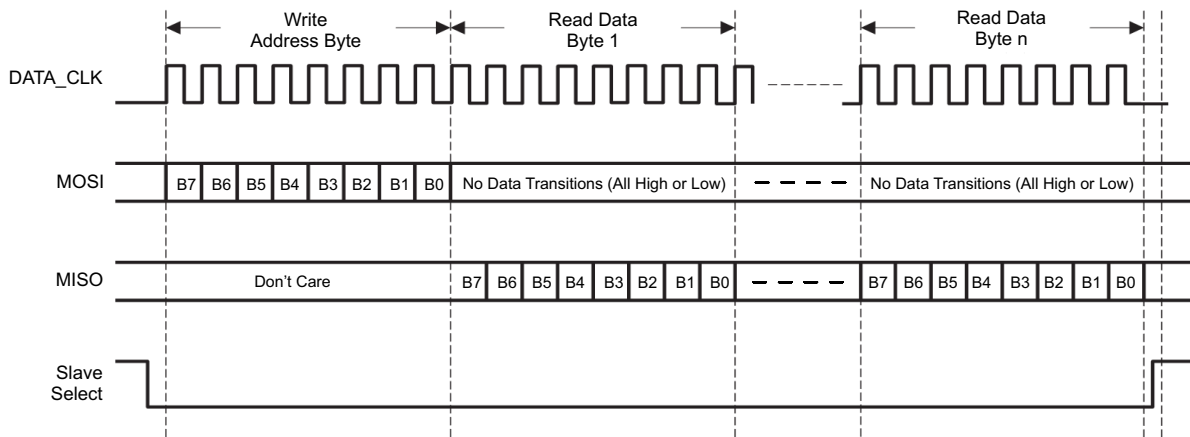 Write
Address Byte
Read Data
Byte 1
Read Data
Byte n
DATA_CLK
MOSI
B7 B6 B5 B4 B3 B2 B1 B0 No Data Transitions (All High or Low) No Data Transitions (All High or Low)
MISO
Don't Care B7 B6 B5 B4 B3 B2 B1 B0 B7 B6 B5 B4 B3 B2 B1 B0
Slave
Select